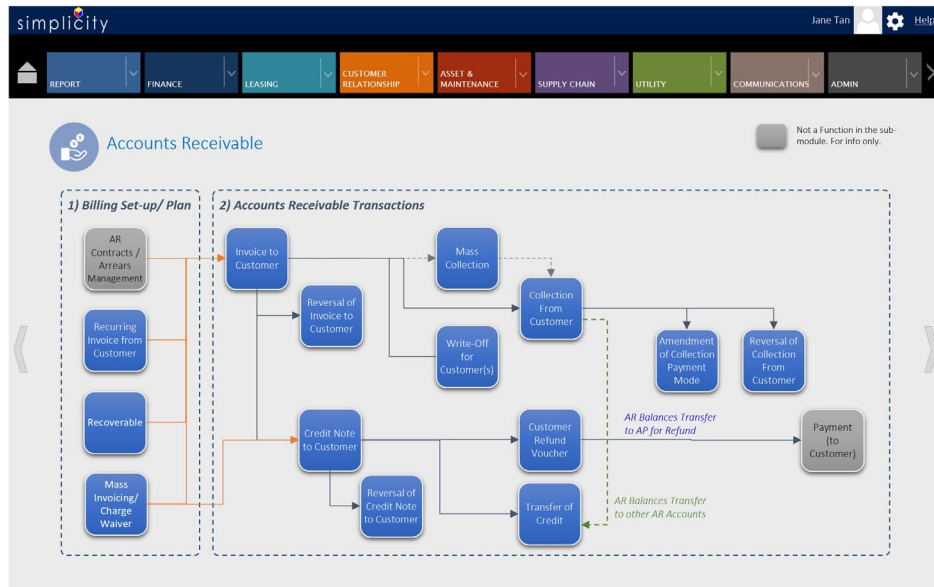 simplicity
Jane Tan
Help
REPORT
FINANCE
LEASING
CUSTOMER
RELATIONSHIP
ASSET &
MAINTENANCE
SUPPLY CHAIN
UTILITY
COMMUNICATIONS
ADMIN
Accounts Receivable
Not a Function in the sub-
module. For info only.
1) Billing Set-up/ Plan
AR
Contracts /
Arrears
Management
Recurring
Invoice from
Customer
Recoverable
Mass
Invoicing/
Charge
Waiver
2) Accounts Receivable Transactions
Invoice to
Customer
Mass
Collection
Reversal of
Invoice to
Customer
Collection
From
Customer
Write-Off
for
Customer(s)
Amendment
of Collection
Payment
Mode
Reversal of
Collection
From
Customer
Credit Note
to Customer
Customer
Refund
Voucher
AR Balances Transfer
to AP for Refund
Payment
(to
Customer)
Reversal of
Credit Note
to Customer
Transfer of
Credit
AR Balances Transfer
to other AR Accounts